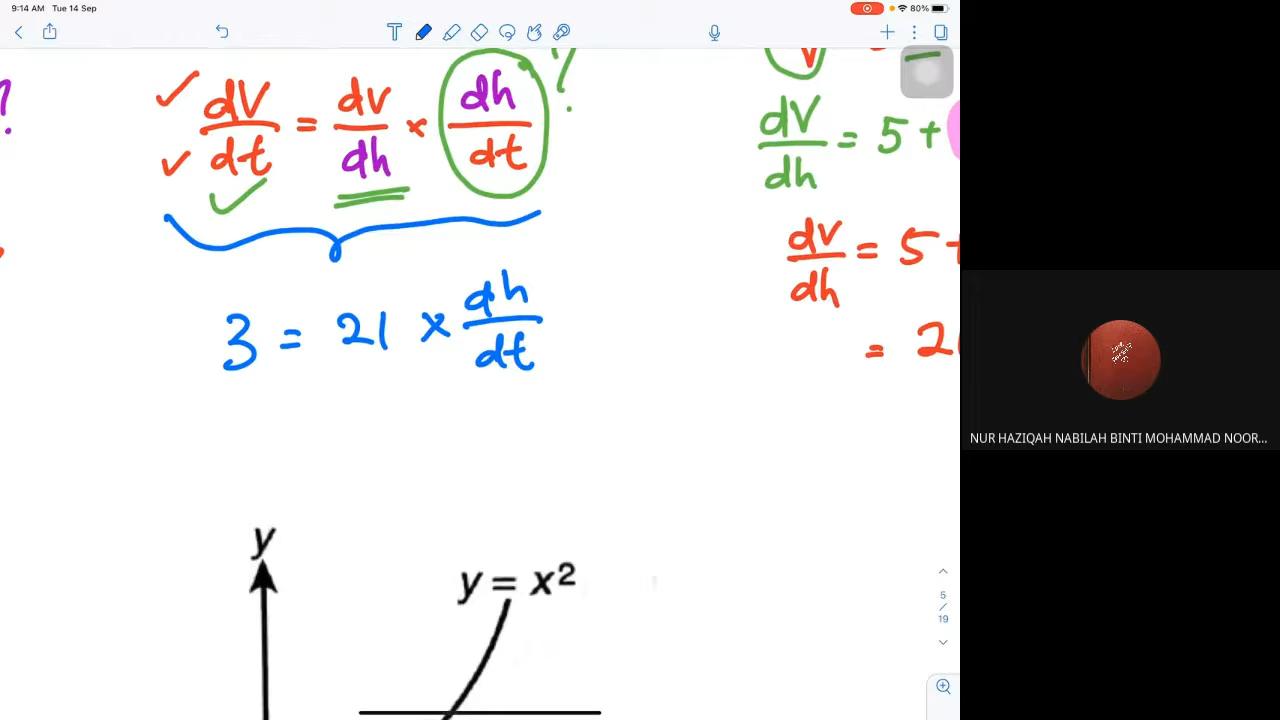 9:14 AM Tue 14 Sep
80%
?
dV/dt = dv/dh × dh/dt ?
3 = 21 × dh/dt
dV/dh = 5 +
dv/dh = 5 +
= 2
y
y = x²
5
/
19
NUR HAZIQAH NABILAH BINTI MOHAMMAD NOOR...